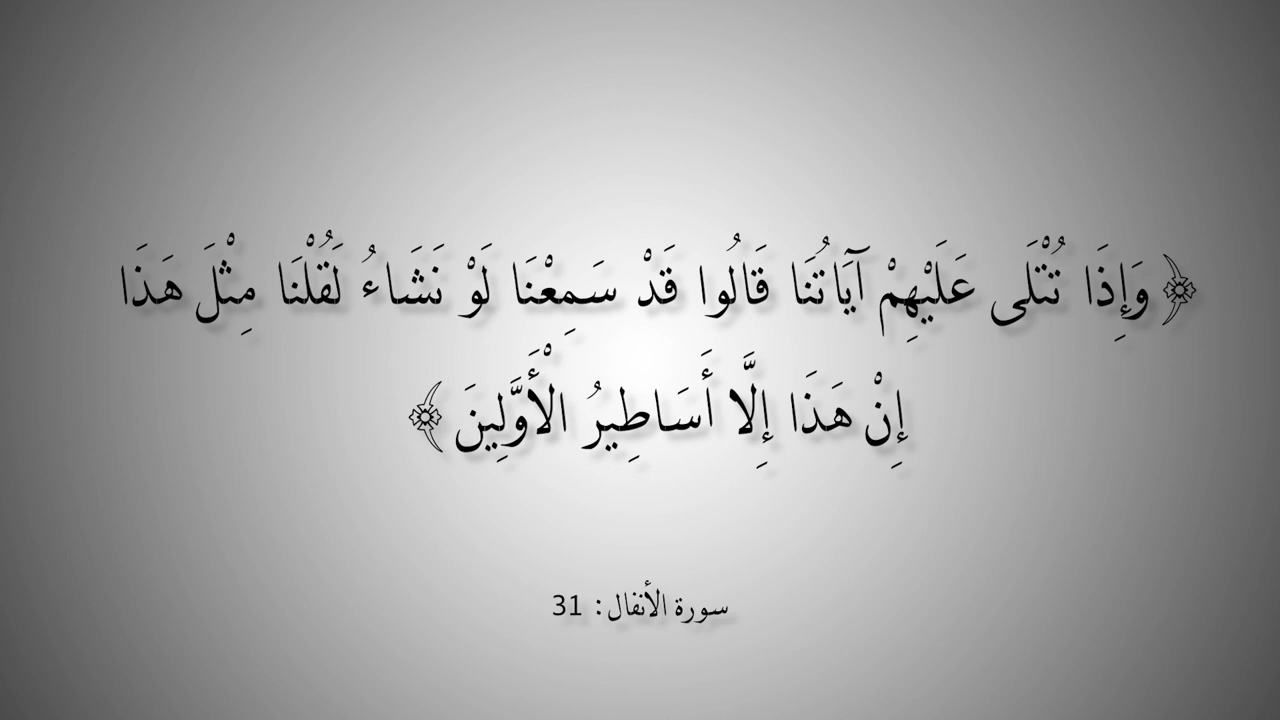 ﴿ وَإِذَا تُتْلَى عَلَيْهِمْ آيَاتُنَا قَالُوا قَدْ سَمِعْنَا لَوْ نَشَاءُ لَقُلْنَا مِثْلَ هَذَا
إِنْ هَذَا إِلَّا أَسَاطِيرُ الْأَوَّلِينَ ﴾
سورة الأنفال: 31